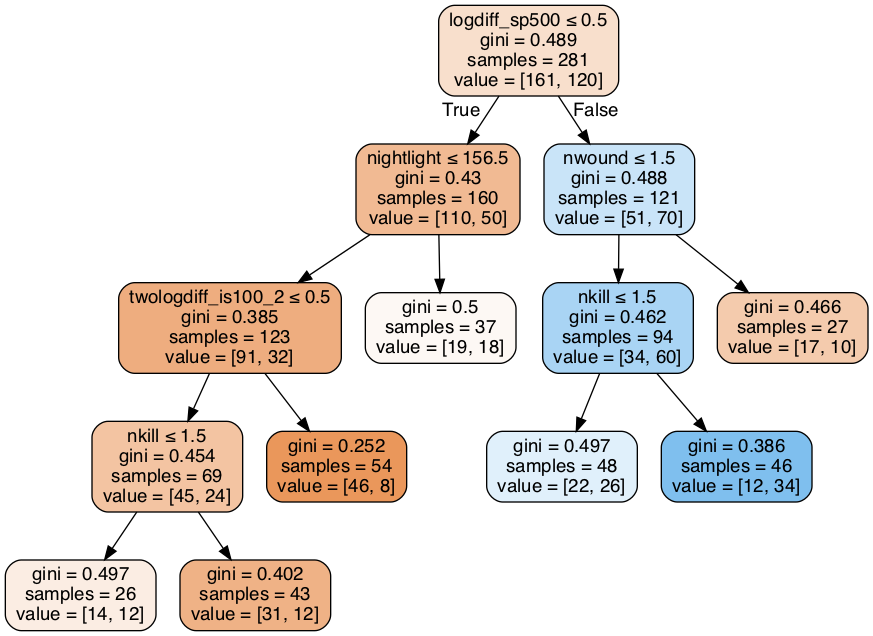 logdiff_sp500 ≤ 0.5
gini = 0.489
samples = 281
value = [161, 120]
True
False
nightlight ≤ 156.5
gini = 0.43
samples = 160
value = [110, 50]
nwound ≤ 1.5
gini = 0.488
samples = 121
value = [51, 70]
twologdiff_is100_2 ≤ 0.5
gini = 0.385
samples = 123
value = [91, 32]
gini = 0.5
samples = 37
value = [19, 18]
nkill ≤ 1.5
gini = 0.462
samples = 94
value = [34, 60]
gini = 0.466
samples = 27
value = [17, 10]
nkill ≤ 1.5
gini = 0.454
samples = 69
value = [45, 24]
gini = 0.252
samples = 54
value = [46, 8]
gini = 0.497
samples = 48
value = [22, 26]
gini = 0.386
samples = 46
value = [12, 34]
gini = 0.497
samples = 26
value = [14, 12]
gini = 0.402
samples = 43
value = [31, 12]